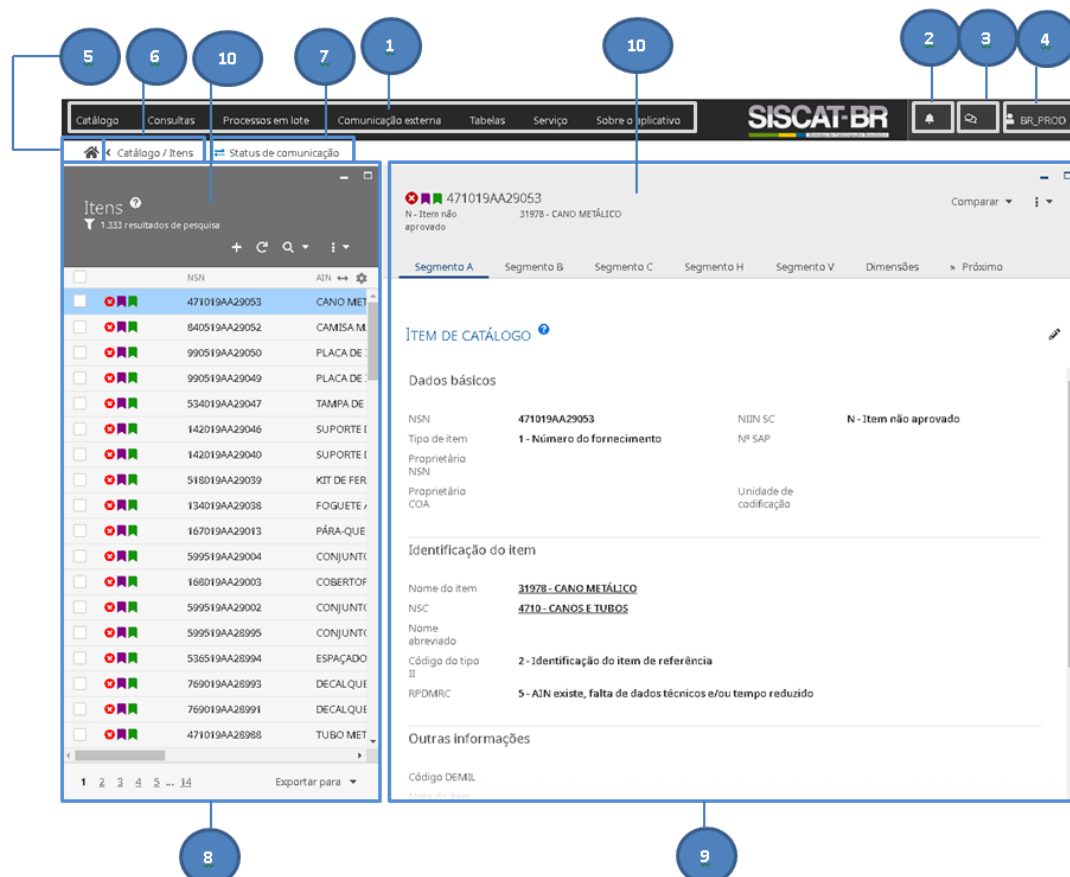 5 6 10 7 1 10 2 3 4
Catálogo Consultas Processos em lote Comunicação externa Tabelas Serviço Sobre o aplicativo SISCAT-BR BR_PROD
Catálogo / Itens Status de comunicação
Itens
1.333 resultados de pesquisa
NSN AIN
471019AA29053 CANO MET
840519AA29052 CAMISA M
990519AA29050 PLACA DE
990519AA29049 PLACA DE
534019AA29047 TAMPA DE
142019AA29046 SUPORTE
142019AA29040 SUPORTE
518019AA29039 KIT DE FER
134019AA29038 FOGUETE
167019AA29013 PÁRA-QUE
599519AA29004 CONJUNTO
168019AA29003 COBERTOR
599519AA29002 CONJUNTO
599519AA28995 CONJUNTO
536519AA28994 ESPAÇADO
769019AA28993 DECALQUE
769019AA28991 DECALQUE
471019AA28988 TUBO MET
1 2 3 4 5 ... 14 Exportar para
471019AA29053
N - Item não aprovado
31978 - CANO METÁLICO
Comparar
Segmento A Segmento B Segmento C Segmento H Segmento V Dimensões » Próximo
ÍTEM DE CATÁLOGO
Dados básicos
NSN 471019AA29053 NIIN SC N - Item não aprovado
Tipo de item 1 - Número do fornecimento Nº SAP
Proprietário
NSN
Proprietário
COA
Unidade de
codificação
Identificação do item
Nome do item 31978 - CANO METÁLICO
NSC 4710 - CANOS E TUBOS
Nome
abreviado
Código do tipo
II
2 - Identificação do item de referência
RPDMRC 5 - AIN existe, falta de dados técnicos e/ou tempo reduzido
Outras informações
Código DEMIL
Nota do item
8 9